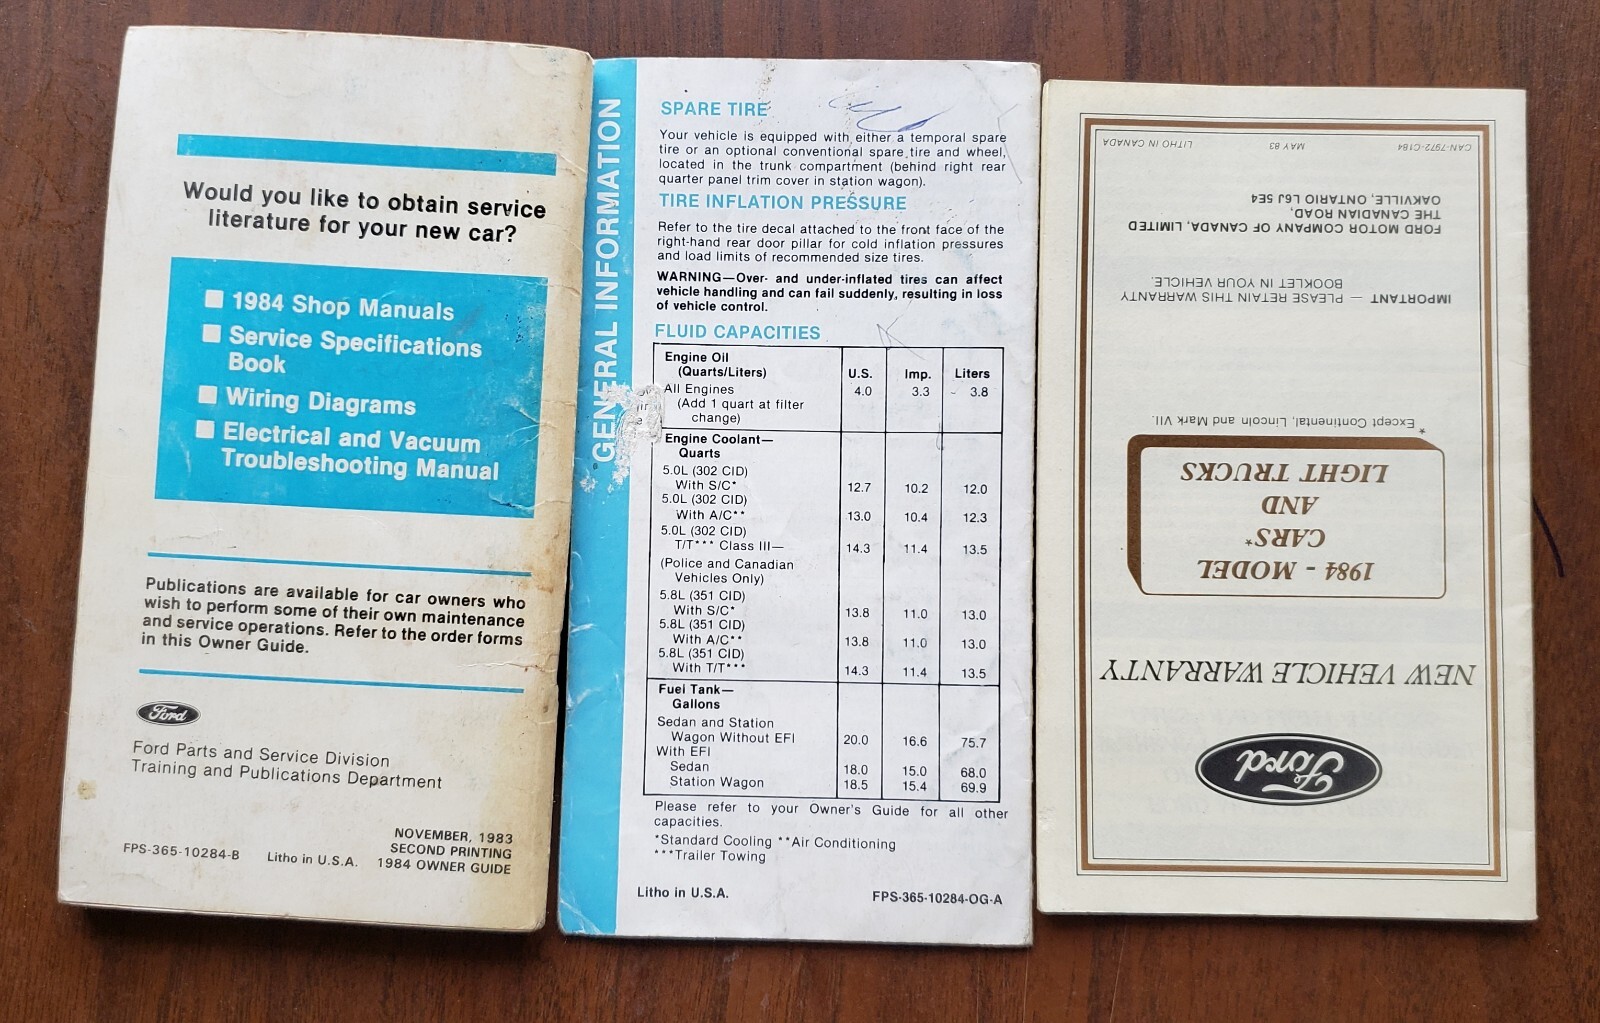 Would you like to obtain service
literature for your new car?
1984 Shop Manuals
Service Specifications
Book
Wiring Diagrams
Electrical and Vacuum
Troubleshooting Manual
Publications are available for car owners who
wish to perform some of their own maintenance
and service operations. Refer to the order forms
in this Owner Guide.
Ford
Ford Parts and Service Division
Training and Publications Department
NOVEMBER, 1983
SECOND PRINTING
FPS-365-10284-B Litho in U.S.A. 1984 OWNER GUIDE
GENERAL INFORMATION
SPARE TIRE
Your vehicle is equipped with either a temporal spare
tire or an optional conventional spare tire and wheel,
located in the trunk compartment (behind right rear
quarter panel trim cover in station wagon).
TIRE INFLATION PRESSURE
Refer to the tire decal attached to the front face of the
right-hand rear door pillar for cold inflation pressures
and load limits of recommended size tires.
WARNING—Over- and under-inflated tires can affect
vehicle handling and can fail suddenly, resulting in loss
of vehicle control.
FLUID CAPACITIES
Engine Oil
(Quarts/Liters) U.S. Imp. Liters
All Engines 4.0 3.3 3.8
(Add 1 quart at filter
change)
Engine Coolant—
Quarts
5.0L (302 CID)
With S/C* 12.7 10.2 12.0
5.0L (302 CID)
With A/C** 13.0 10.4 12.3
5.0L (302 CID)
T/T*** Class III— 14.3 11.4 13.5
(Police and Canadian
Vehicles Only)
5.8L (351 CID)
With S/C* 13.8 11.0 13.0
5.8L (351 CID)
With A/C** 13.8 11.0 13.0
5.8L (351 CID)
With T/T*** 14.3 11.4 13.5
Fuel Tank—
Gallons
Sedan and Station
Wagon Without EFI 20.0 16.6 75.7
With EFI
Sedan 18.0 15.0 68.0
Station Wagon 18.5 15.4 69.9
Please refer to your Owner's Guide for all other
capacities.
*Standard Cooling **Air Conditioning
***Trailer Towing
Litho in U.S.A. FPS-365-10284-OG-A
Ford
NEW VEHICLE WARRANTY
1984 - MODEL
CARS*
AND
LIGHT TRUCKS
*Except Continental, Lincoln and Mark VII.
IMPORTANT — PLEASE RETAIN THIS WARRANTY
BOOKLET IN YOUR VEHICLE.
FORD MOTOR COMPANY OF CANADA, LIMITED
THE CANADIAN ROAD,
OAKVILLE, ONTARIO L6J 5E4
CAN-7972-C184 MAY 83 LITHO IN CANADA